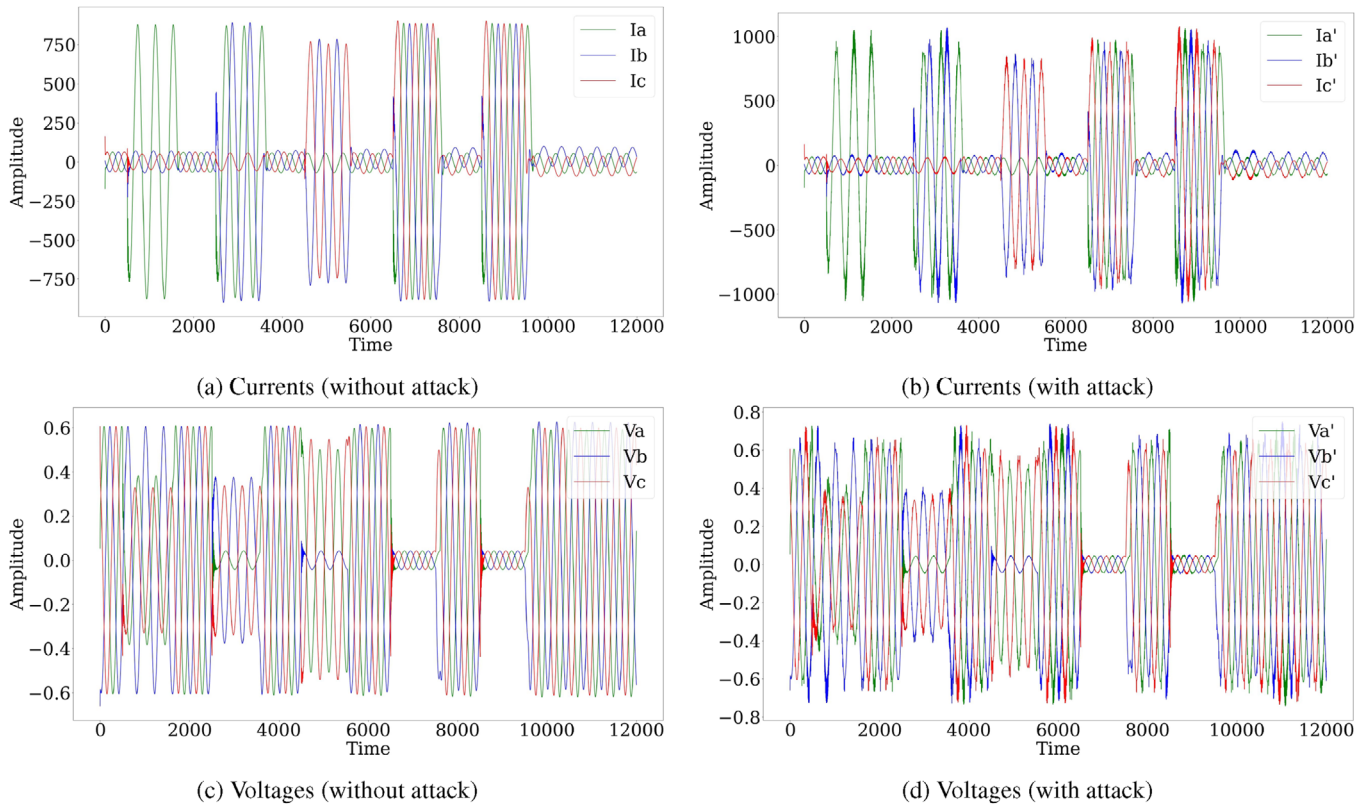 750
500
250
0
−250
−500
−750
Amplitude
Ia
Ib
Ic
0 2000 4000 6000 8000 10000 12000
Time
(a) Currents (without attack)
1000
500
0
−500
−1000
Amplitude
Ia'
Ib'
Ic'
0 2000 4000 6000 8000 10000 12000
Time
(b) Currents (with attack)
0.6
0.4
0.2
0.0
−0.2
−0.4
−0.6
Amplitude
Va
Vb
Vc
0 2000 4000 6000 8000 10000 12000
Time
(c) Voltages (without attack)
0.8
0.6
0.4
0.2
0.0
−0.2
−0.4
−0.6
−0.8
Amplitude
Va'
Vb'
Vc'
0 2000 4000 6000 8000 10000 12000
Time
(d) Voltages (with attack)